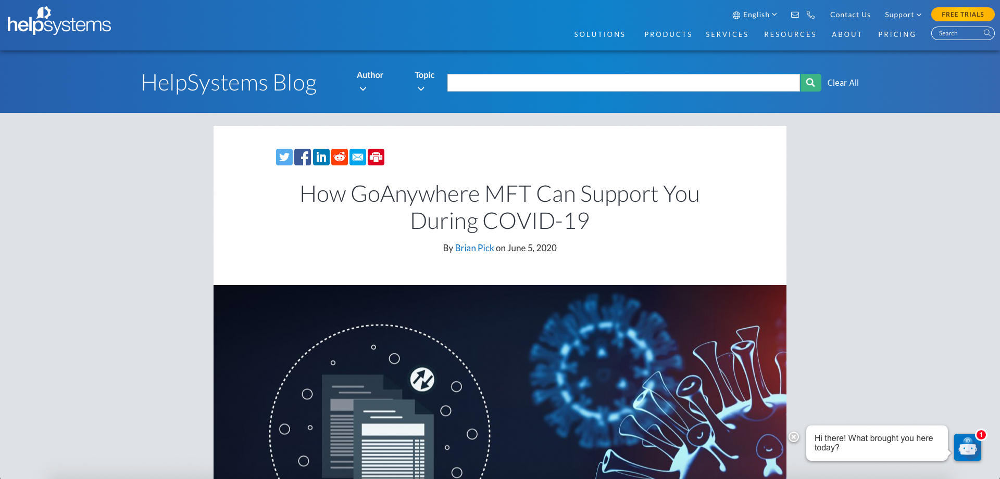 helpsystems
English
Contact Us
Support
FREE TRIALS
SOLUTIONS
PRODUCTS
SERVICES
RESOURCES
ABOUT
PRICING
Search
HelpSystems Blog
Author
Topic
Clear All
in
How GoAnywhere MFT Can Support You
During COVID-19
By Brian Pick on June 5, 2020
Hi there! What brought you here
today?
1